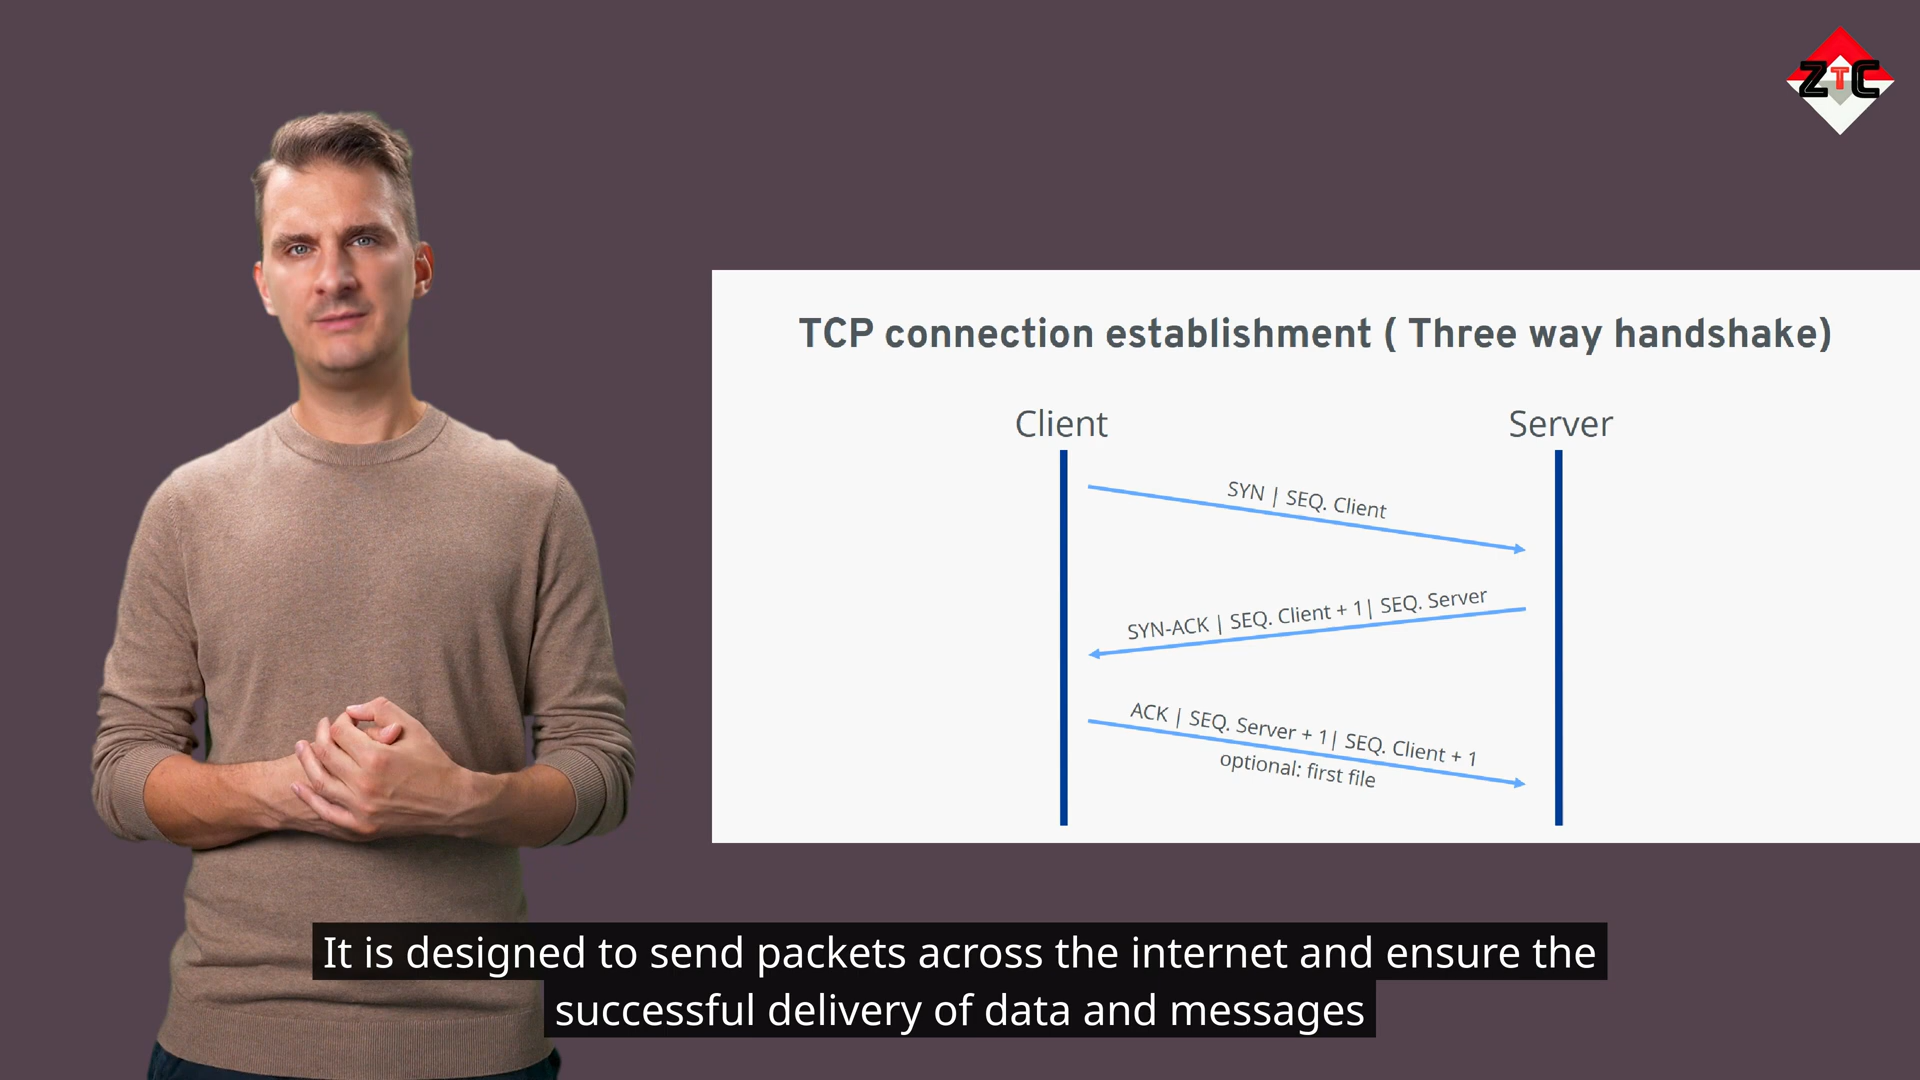 ZTC
TCP connection establishment ( Three way handshake)
Client
Server
SYN | SEQ. Client
SYN-ACK | SEQ. Client + 1| SEQ. Server
ACK | SEQ. Server + 1| SEQ. Client + 1
optional: first file
It is designed to send packets across the internet and ensure the
successful delivery of data and messages